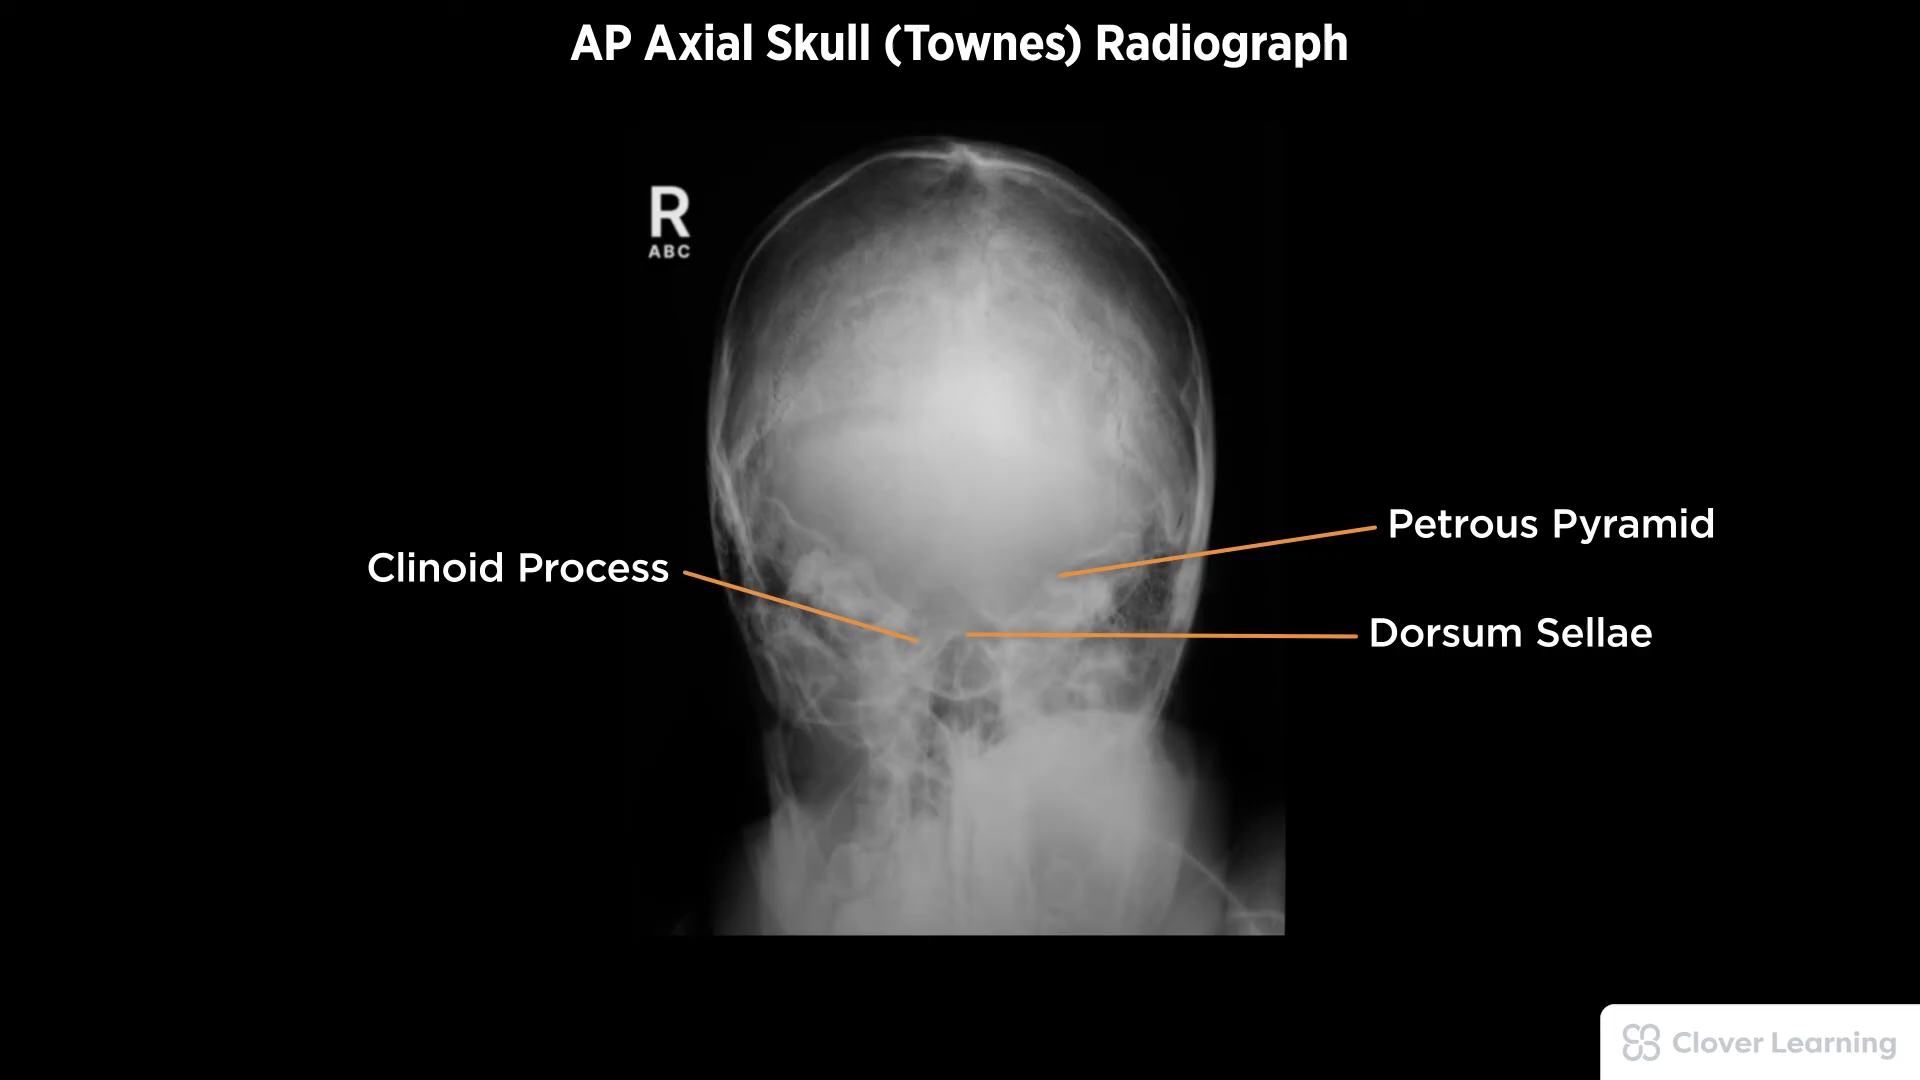 AP Axial Skull (Townes) Radiograph
R
ABC
Petrous Pyramid
Clinoid Process
Dorsum Sellae
Clover Learning